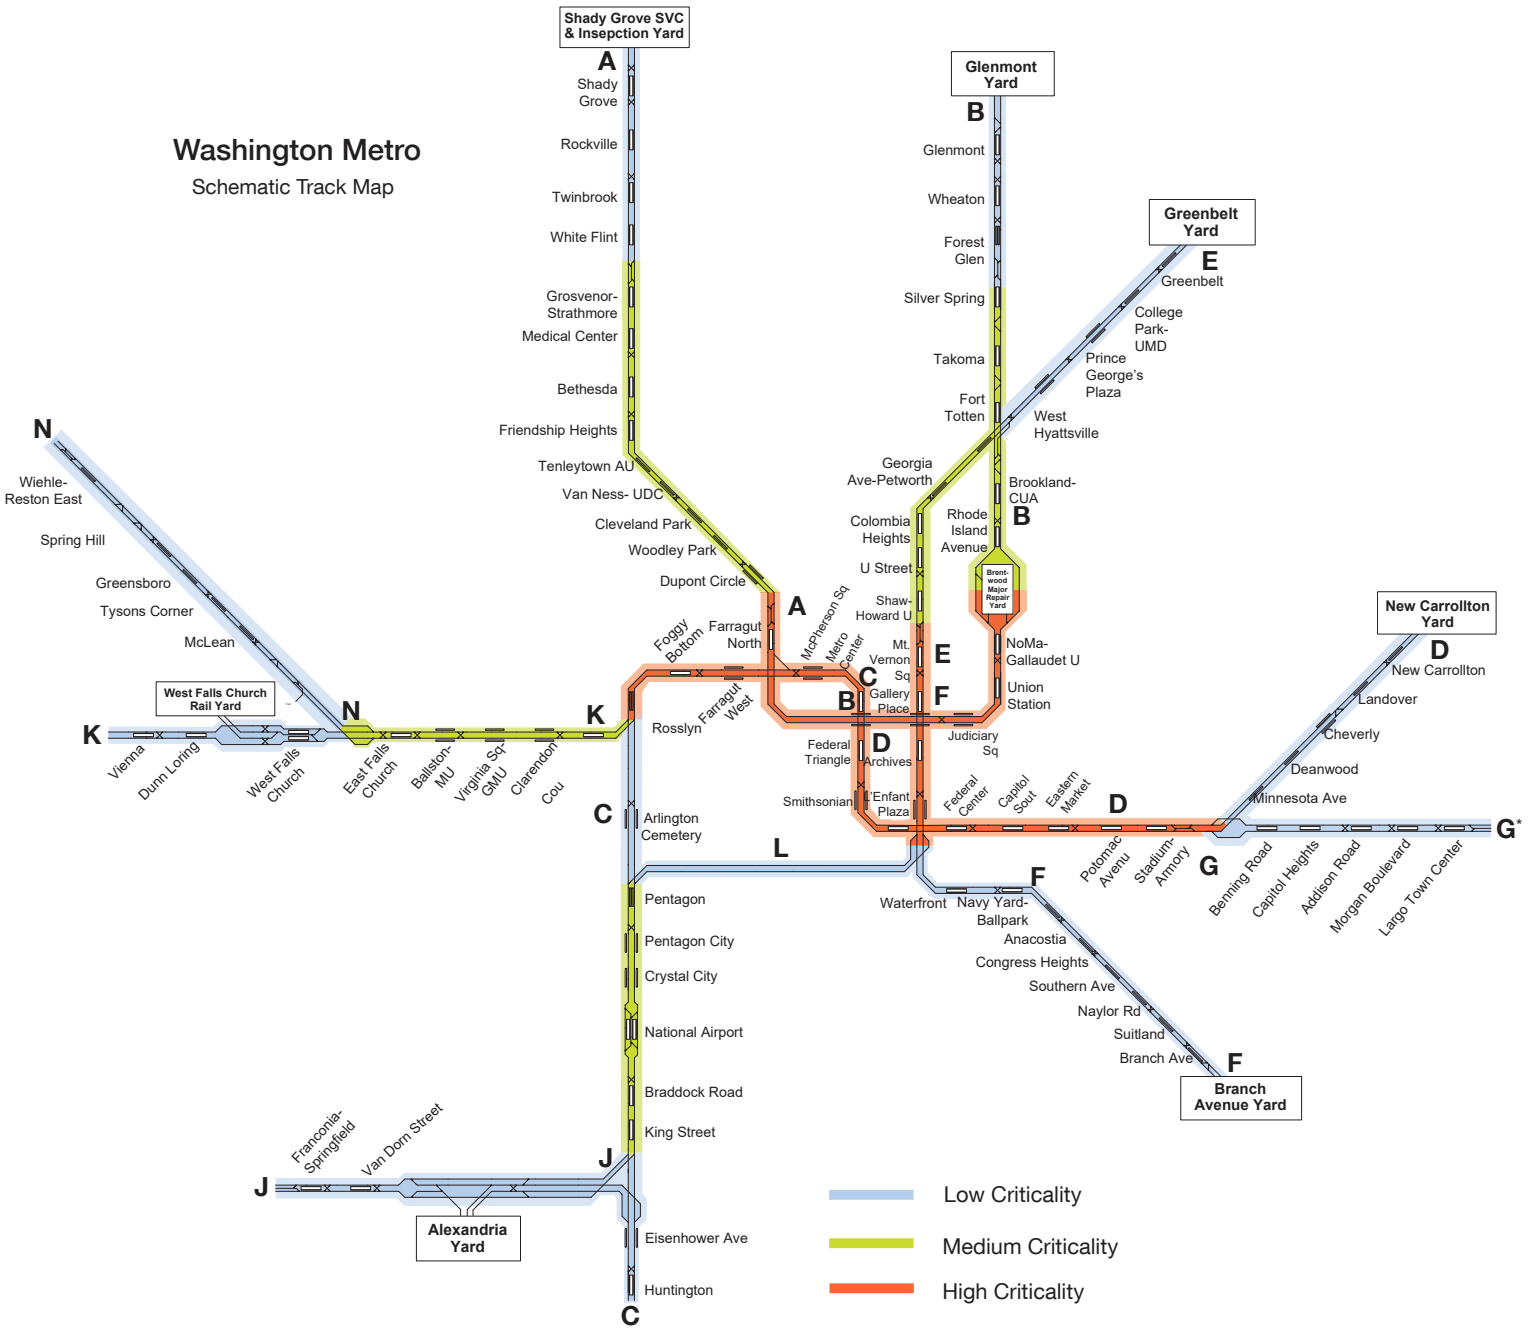 Shady Grove SVC
& Insepction Yard
A
Shady
Grove
Rockville
Twinbrook
White Flint
Grosvenor-
Strathmore
Medical Center
Bethesda
Friendship Heights
Tenleytown AU
Van Ness- UDC
Cleveland Park
Woodley Park
Dupont Circle
A
Farragut
North
Washington Metro
Schematic Track Map
Glenmont
Yard
B
Glenmont
Wheaton
Forest
Glen
Silver Spring
Takoma
Fort
Totten
Brookland-
CUA
B
Rhode
Island
Avenue
Brent-
wood
Major
Repair
Yard
NoMa-
Gallaudet U
Union
Station
Judiciary
Sq
Greenbelt
Yard
E
Greenbelt
College
Park-
UMD
Prince
George's
Plaza
West
Hyattsville
Georgia
Ave-Petworth
Colombia
Heights
U Street
Shaw-
Howard U
Mt.
Vernon
Sq
E
F
Gallery
Place
Archives
L'Enfant
Plaza
N
Wiehle-
Reston East
Spring Hill
Greensboro
Tysons Corner
McLean
N
West Falls Church
Rail Yard
K
Vienna
Dunn Loring
West Falls
Church
East Falls
Church
Ballston-
MU
Virginia Sq-
GMU
Clarendon
Cou
K
Rosslyn
Foggy
Bottom
Farragut
West
McPherson Sq
Metro
Center
C
B
D
Federal
Triangle
Smithsonian
Federal
Center
Capitol
Sout
Eastern
Market
D
Potomac
Avenu
Stadium-
Armory
New Carrollton
Yard
D
New Carrollton
Landover
Cheverly
Deanwood
Minnesota Ave
G
G*
Benning Road
Capitol Heights
Addison Road
Morgan Boulevard
Largo Town Center
C
Arlington
Cemetery
L
Pentagon
Pentagon City
Crystal City
National Airport
Braddock Road
King Street
Waterfront
Navy Yard-
Ballpark
F
Anacostia
Congress Heights
Southern Ave
Naylor Rd
Suitland
Branch Ave
F
Branch
Avenue Yard
J
J
Franconia-
Springfield
Van Dorn Street
Alexandria
Yard
Eisenhower Ave
Huntington
C
Low Criticality
Medium Criticality
High Criticality